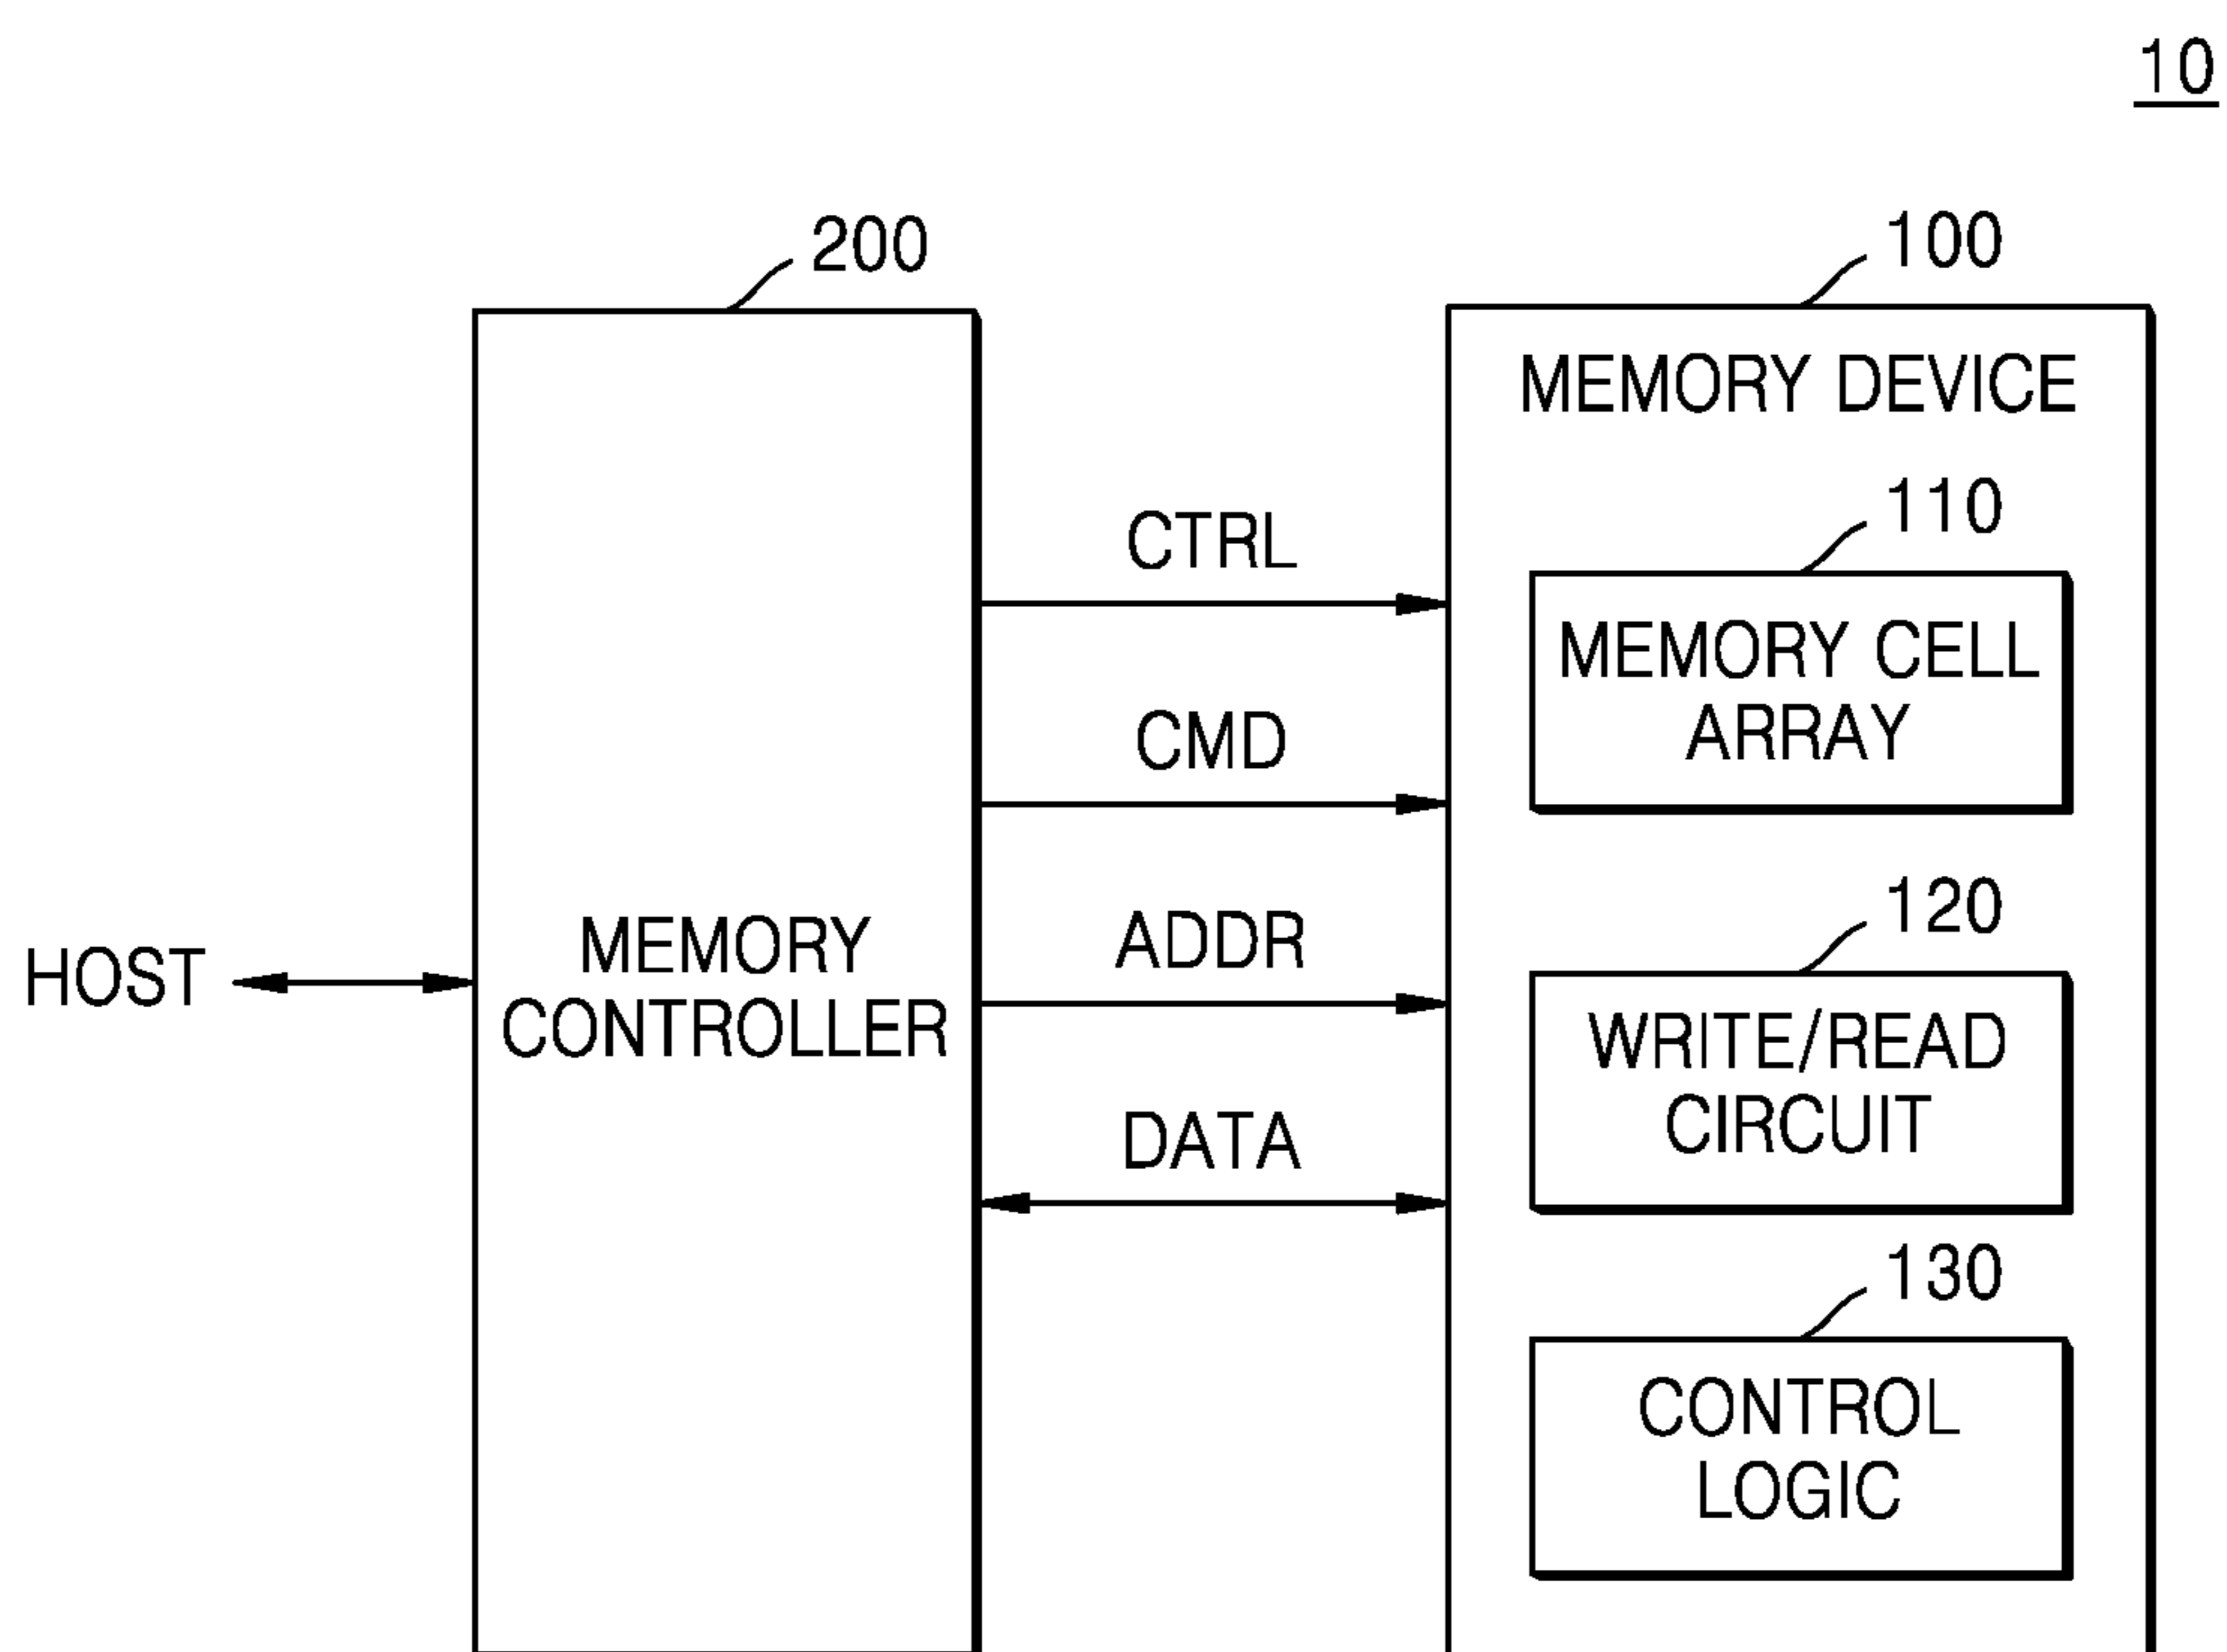 10
200
100
MEMORY DEVICE
110
CTRL
MEMORY CELL
ARRAY
CMD
120
HOST
MEMORY
CONTROLLER
ADDR
WRITE/READ
CIRCUIT
DATA
130
CONTROL
LOGIC